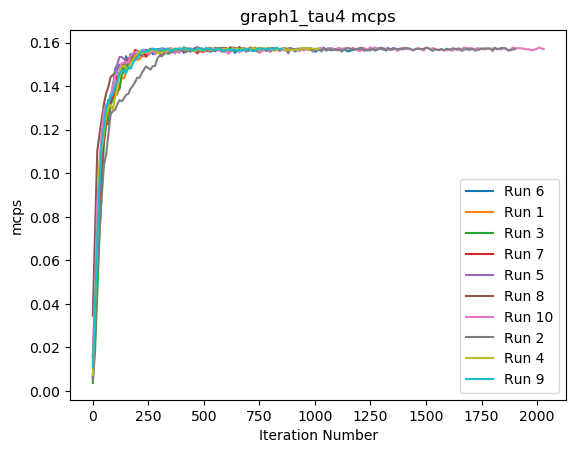 graph1_tau4 mcps
mcps
0.16
0.14
0.12
0.10
0.08
0.06
0.04
0.02
0.00
0
250
500
750
1000
1250
1500
1750
2000
Iteration Number
Run 6
Run 1
Run 3
Run 7
Run 5
Run 8
Run 10
Run 2
Run 4
Run 9